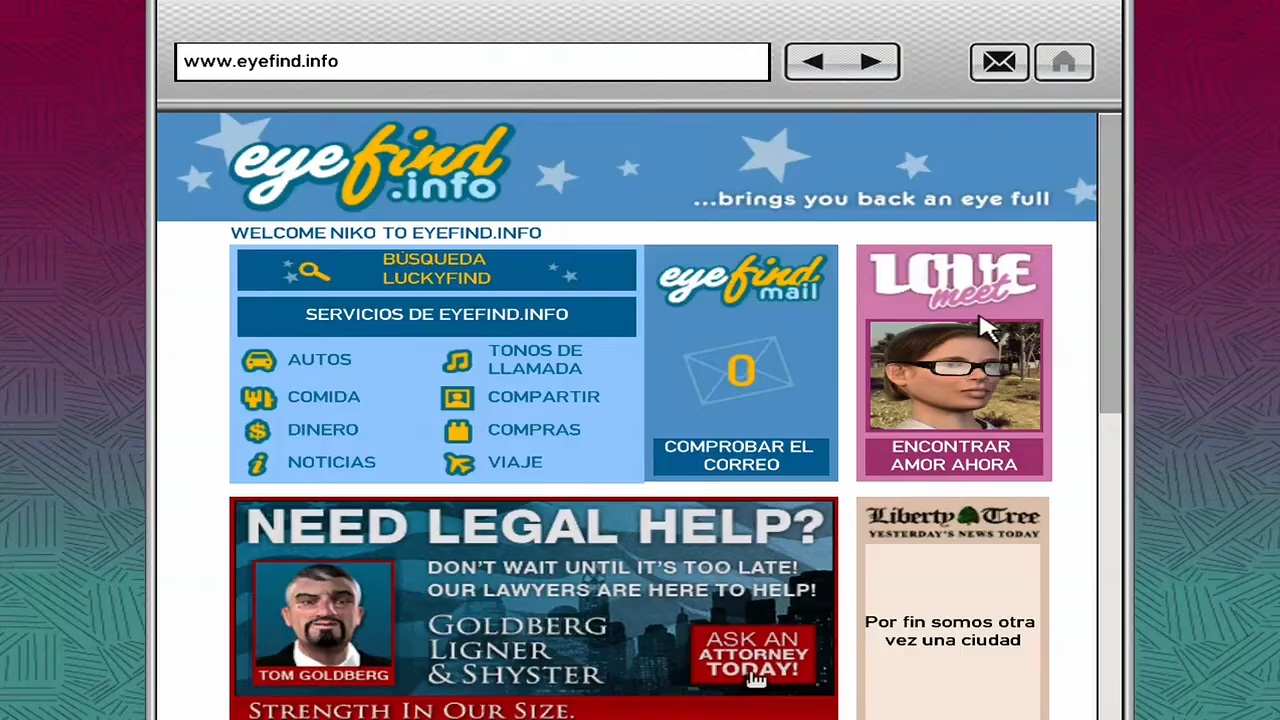 www.eyefind.info
eyefind
.info
...brings you back an eye full
WELCOME NIKO TO EYEFIND.INFO
BÚSQUEDA
LUCKYFIND
SERVICIOS DE EYEFIND.INFO
AUTOS
TONOS DE
LLAMADA
COMIDA
COMPARTIR
DINERO
COMPRAS
NOTICIAS
VIAJE
eyefind
mail
0
COMPROBAR EL
CORREO
LOVE
meet
ENCONTRAR
AMOR AHORA
NEED LEGAL HELP?
DON'T WAIT UNTIL IT'S TOO LATE!
OUR LAWYERS ARE HERE TO HELP!
GOLDBERG
LIGNER
& SHYSTER
TOM GOLDBERG
ASK AN
ATTORNEY
TODAY!
STRENGTH IN OUR SIZE.
Liberty Tree
YESTERDAY'S NEWS TODAY
Por fin somos otra
vez una ciudad